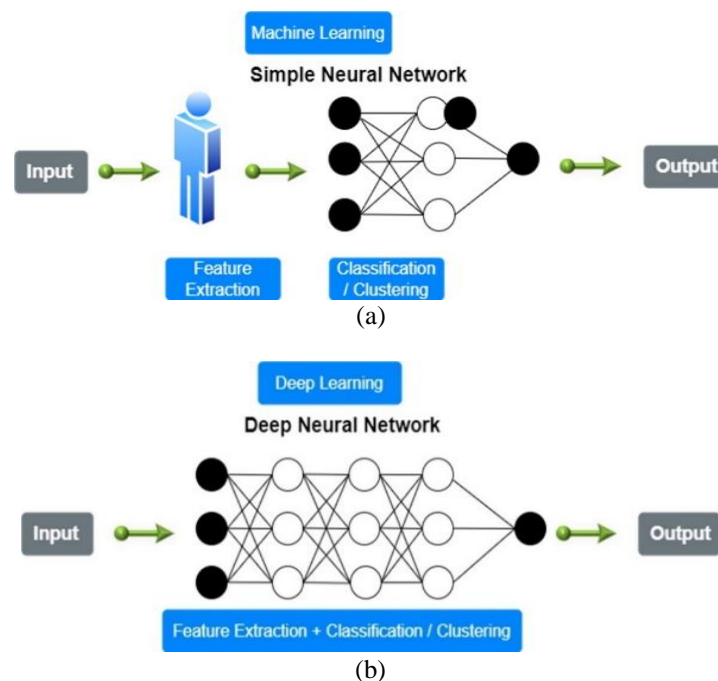 Machine Learning
Simple Neural Network
Input
Output
Feature
Extraction
Classification
/ Clustering
(a)
Deep Learning
Deep Neural Network
Input
Output
Feature Extraction + Classification / Clustering
(b)